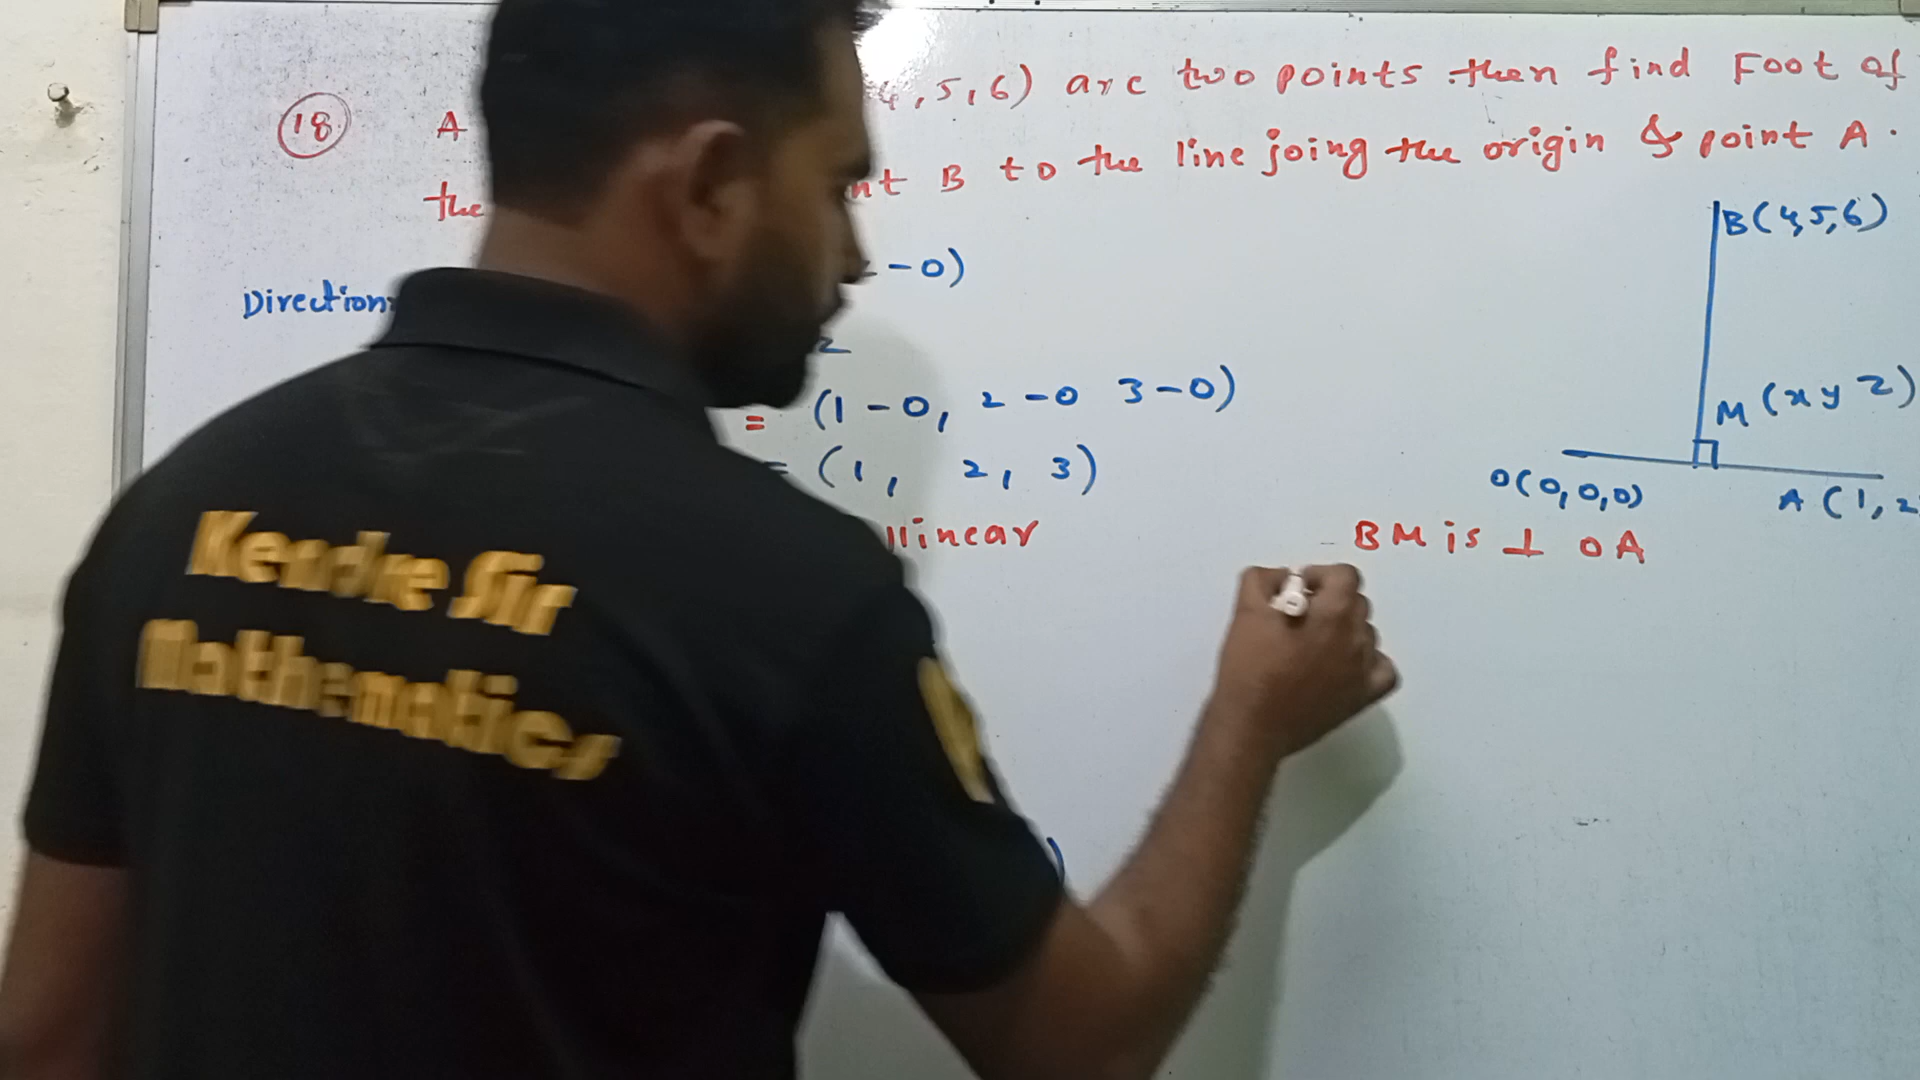 18 A 4,5,6) are two points then find Foot of
the nt B to the line joing the origin & point A.
B(4,5,6)
-0)
Direction
2
= (1-0, 2-0 3-0)
M(x y z)
= (1, 2, 3)
O(0,0,0) A(1,2
llinear
BM is ⊥ OA
)
Kendre Sir
Mathematics